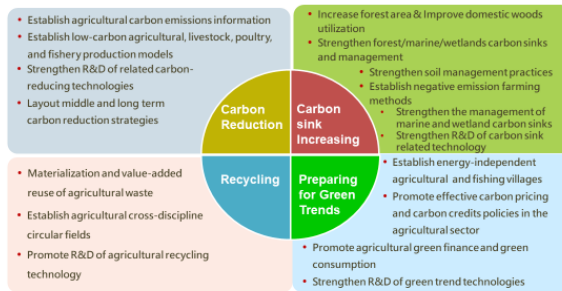 • Establish agricultural carbon emissions information
• Establish low-carbon agricultural, livestock, poultry,
and fishery production models
• Strengthen R&D of related carbon-
reducing technologies
• Layout middle and long term
carbon reduction strategies
• Increase forest area & Improve domestic woods
utilization
• Strengthen forest/marine/wetlands carbon sinks
and management
• Strengthen soil management practices
• Establish negative emission farming
methods
• Strengthen the management of
marine and wetland carbon sinks
• Strengthen R&D of carbon sink
related technology
Carbon
Reduction
Carbon
sink
Increasing
Recycling
Preparing
for Green
Trends
• Materialization and value-added
reuse of agricultural waste
• Establish agricultural cross-discipline
circular fields
• Promote R&D of agricultural recycling
technology
• Establish energy-independent
agricultural and fishing villages
• Promote effective carbon pricing
and carbon credits policies in the
agricultural sector
• Promote agricultural green finance and green
consumption
• Strengthen R&D of green trend technologies